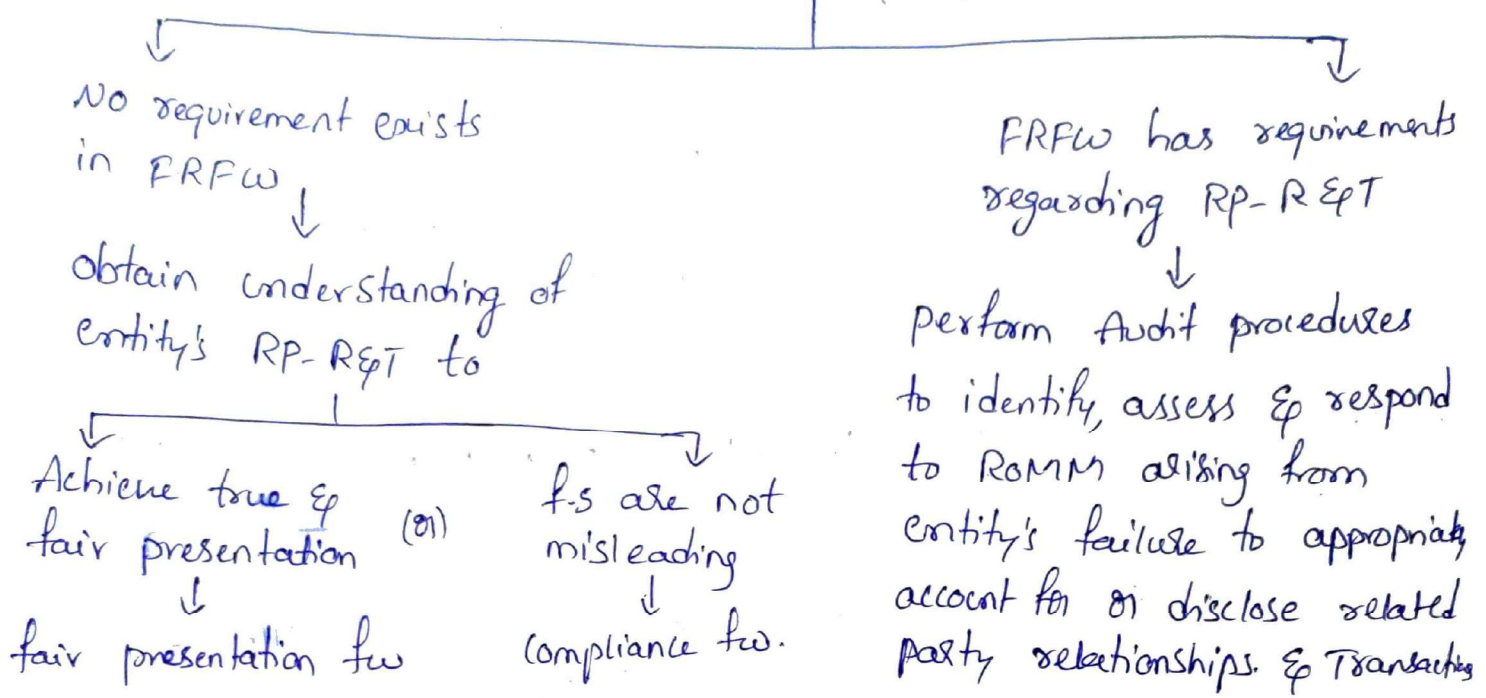 No requirement exists
in FRFW
obtain understanding of
entity's RP-R&T to
Achieve true &
fair presentation
(or)
f.s are not
misleading
fair presentation fw
compliance fw.
FRFW has requirements
regarding RP-R&T
perform Audit procedures
to identify, assess & respond
to ROMM arising from
entity's failure to appropriately
account for or disclose related
party relationships. & Transactions